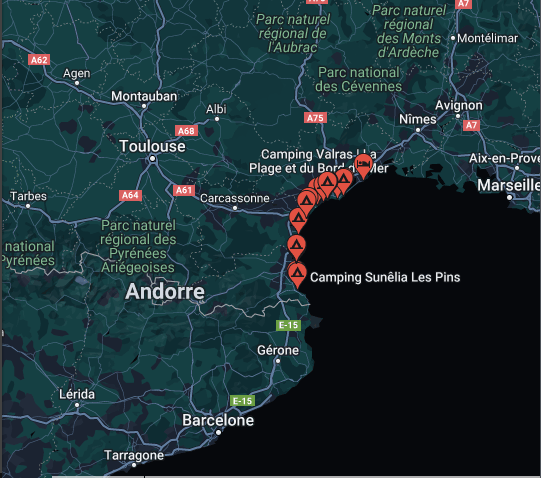 Parc naturel
régional de
l'Aubrac
Parc naturel
régional
des Monts
d'Ardèche
A7
A62
Montélimar
Agen
Parc national
des Cévennes
Montauban
Albi
A75
Avignon
Nîmes
A7
A68
Toulouse
Camping Valras
La
Plage et du Bord
Mer
Aix-en-Prove
Marseille
A64
A61
Tarbes
Carcassonne
national
Pyrénées
Parc naturel
régional des
Pyrénées
Ariégeoises
Camping Sunêlia Les Pins
Andorre
E-15
Gérone
Lérida
E-15
Barcelone
Tarragone